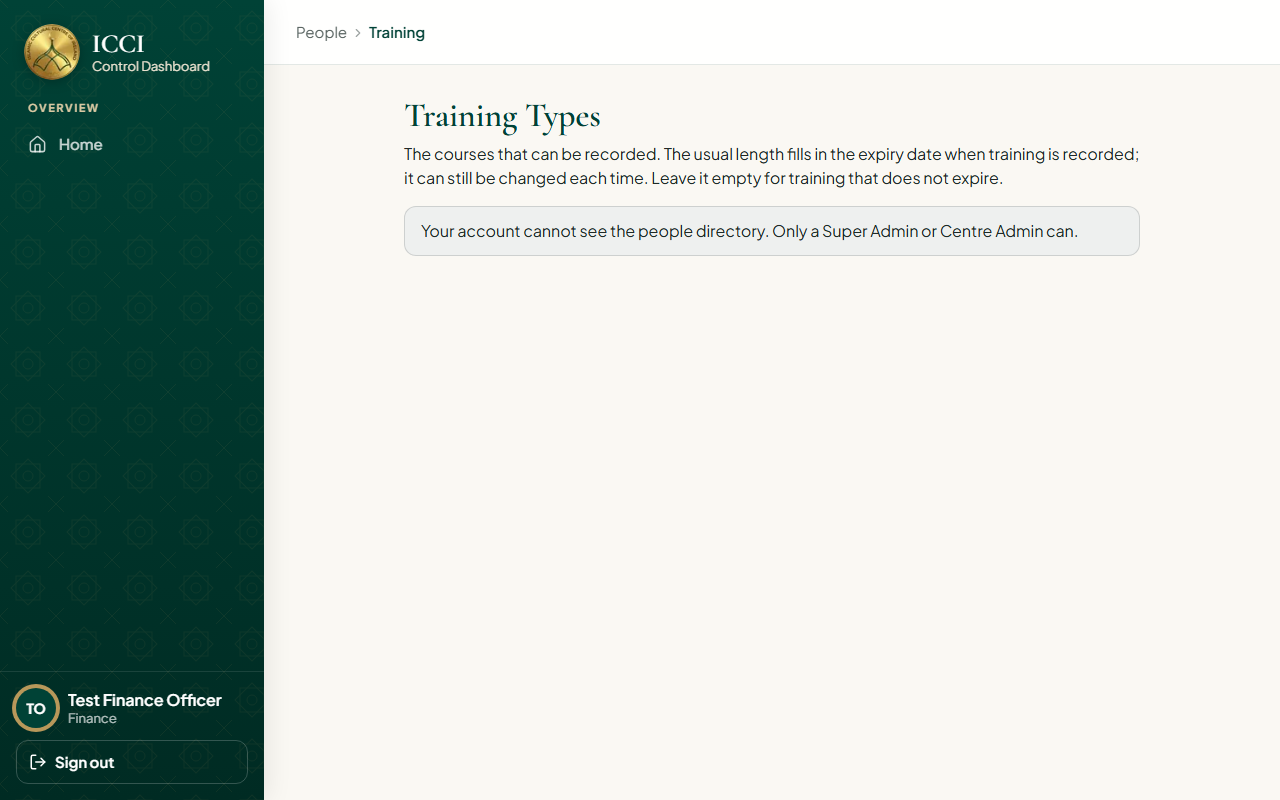 ICCI
Control Dashboard
OVERVIEW
Home
People > Training
Training Types
The courses that can be recorded. The usual length fills in the expiry date when training is recorded;
it can still be changed each time. Leave it empty for training that does not expire.
Your account cannot see the people directory. Only a Super Admin or Centre Admin can.
TO
Test Finance Officer
Finance
Sign out